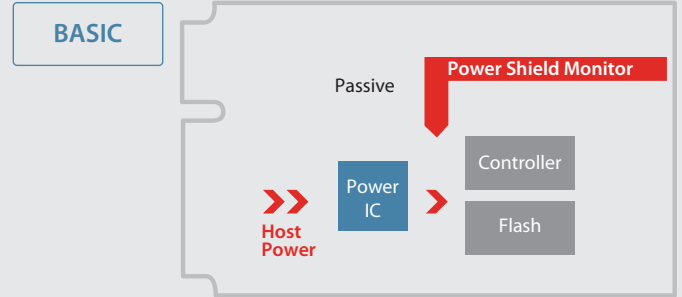 BASIC
Power Shield Monitor
Passive
Controller
Power
IC
Flash
Host
Power